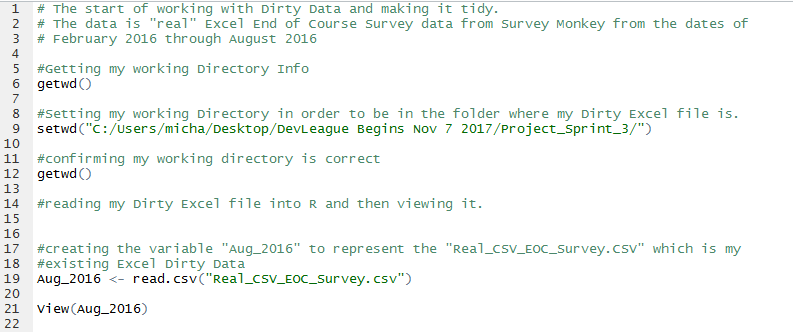 1 # The start of working with Dirty Data and making it tidy.
2 # The data is "real" Excel End of Course Survey data from Survey Monkey from the dates of
3 # February 2016 through August 2016
4
5 #Getting my working Directory Info
6 getwd()
7
8 #Setting my working Directory in order to be in the folder where my Dirty Excel file is.
9 setwd("C:/Users/micha/Desktop/DevLeague Begins Nov 7 2017/Project_Sprint_3/")
10
11 #confirming my working directory is correct
12 getwd()
13
14 #reading my Dirty Excel file into R and then viewing it.
15
16
17 #creating the variable "Aug_2016" to represent the "Real_CSV_EOC_Survey.CSV" which is my
18 #existing Excel Dirty Data
19 Aug_2016 <- read.csv("Real_CSV_EOC_Survey.csv")
20
21 View(Aug_2016)
22